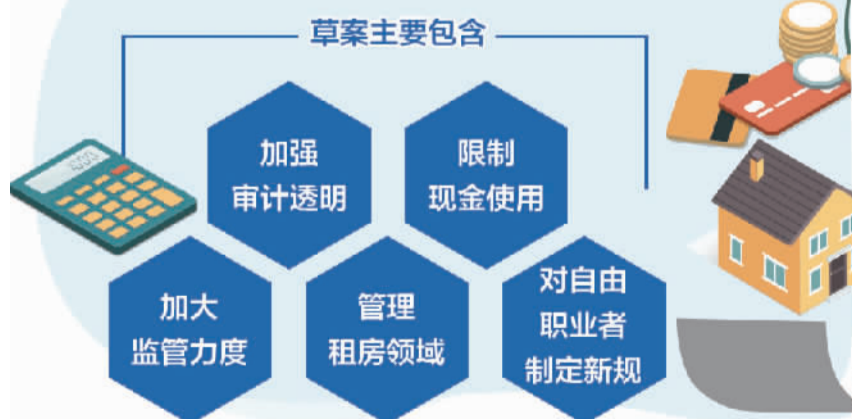 草案主要包含
加强
审计透明
限制
现金使用
加大
监管力度
管理
租房领域
对自由
职业者
制定新规